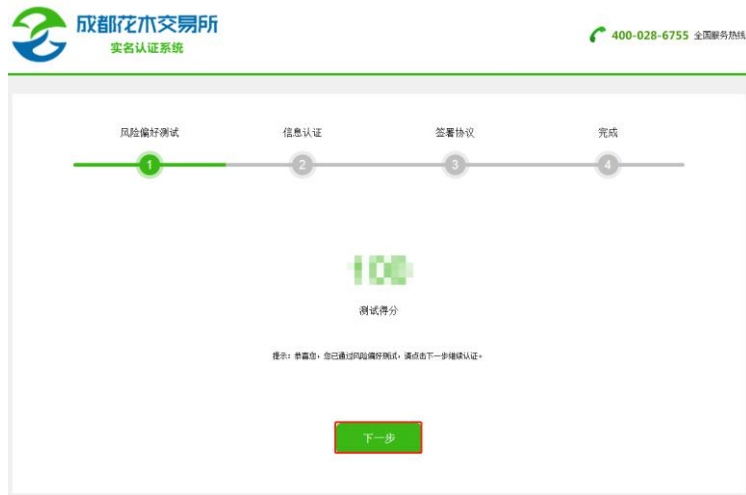 成都花木交易所
实名认证系统
400-028-6755 全国服务热线
风险偏好测试 信息认证 签署协议 完成
1 2 3 4
测试得分
提示：恭喜您，您已通过风险偏好测试，请点击下一步继续认证。
下一步